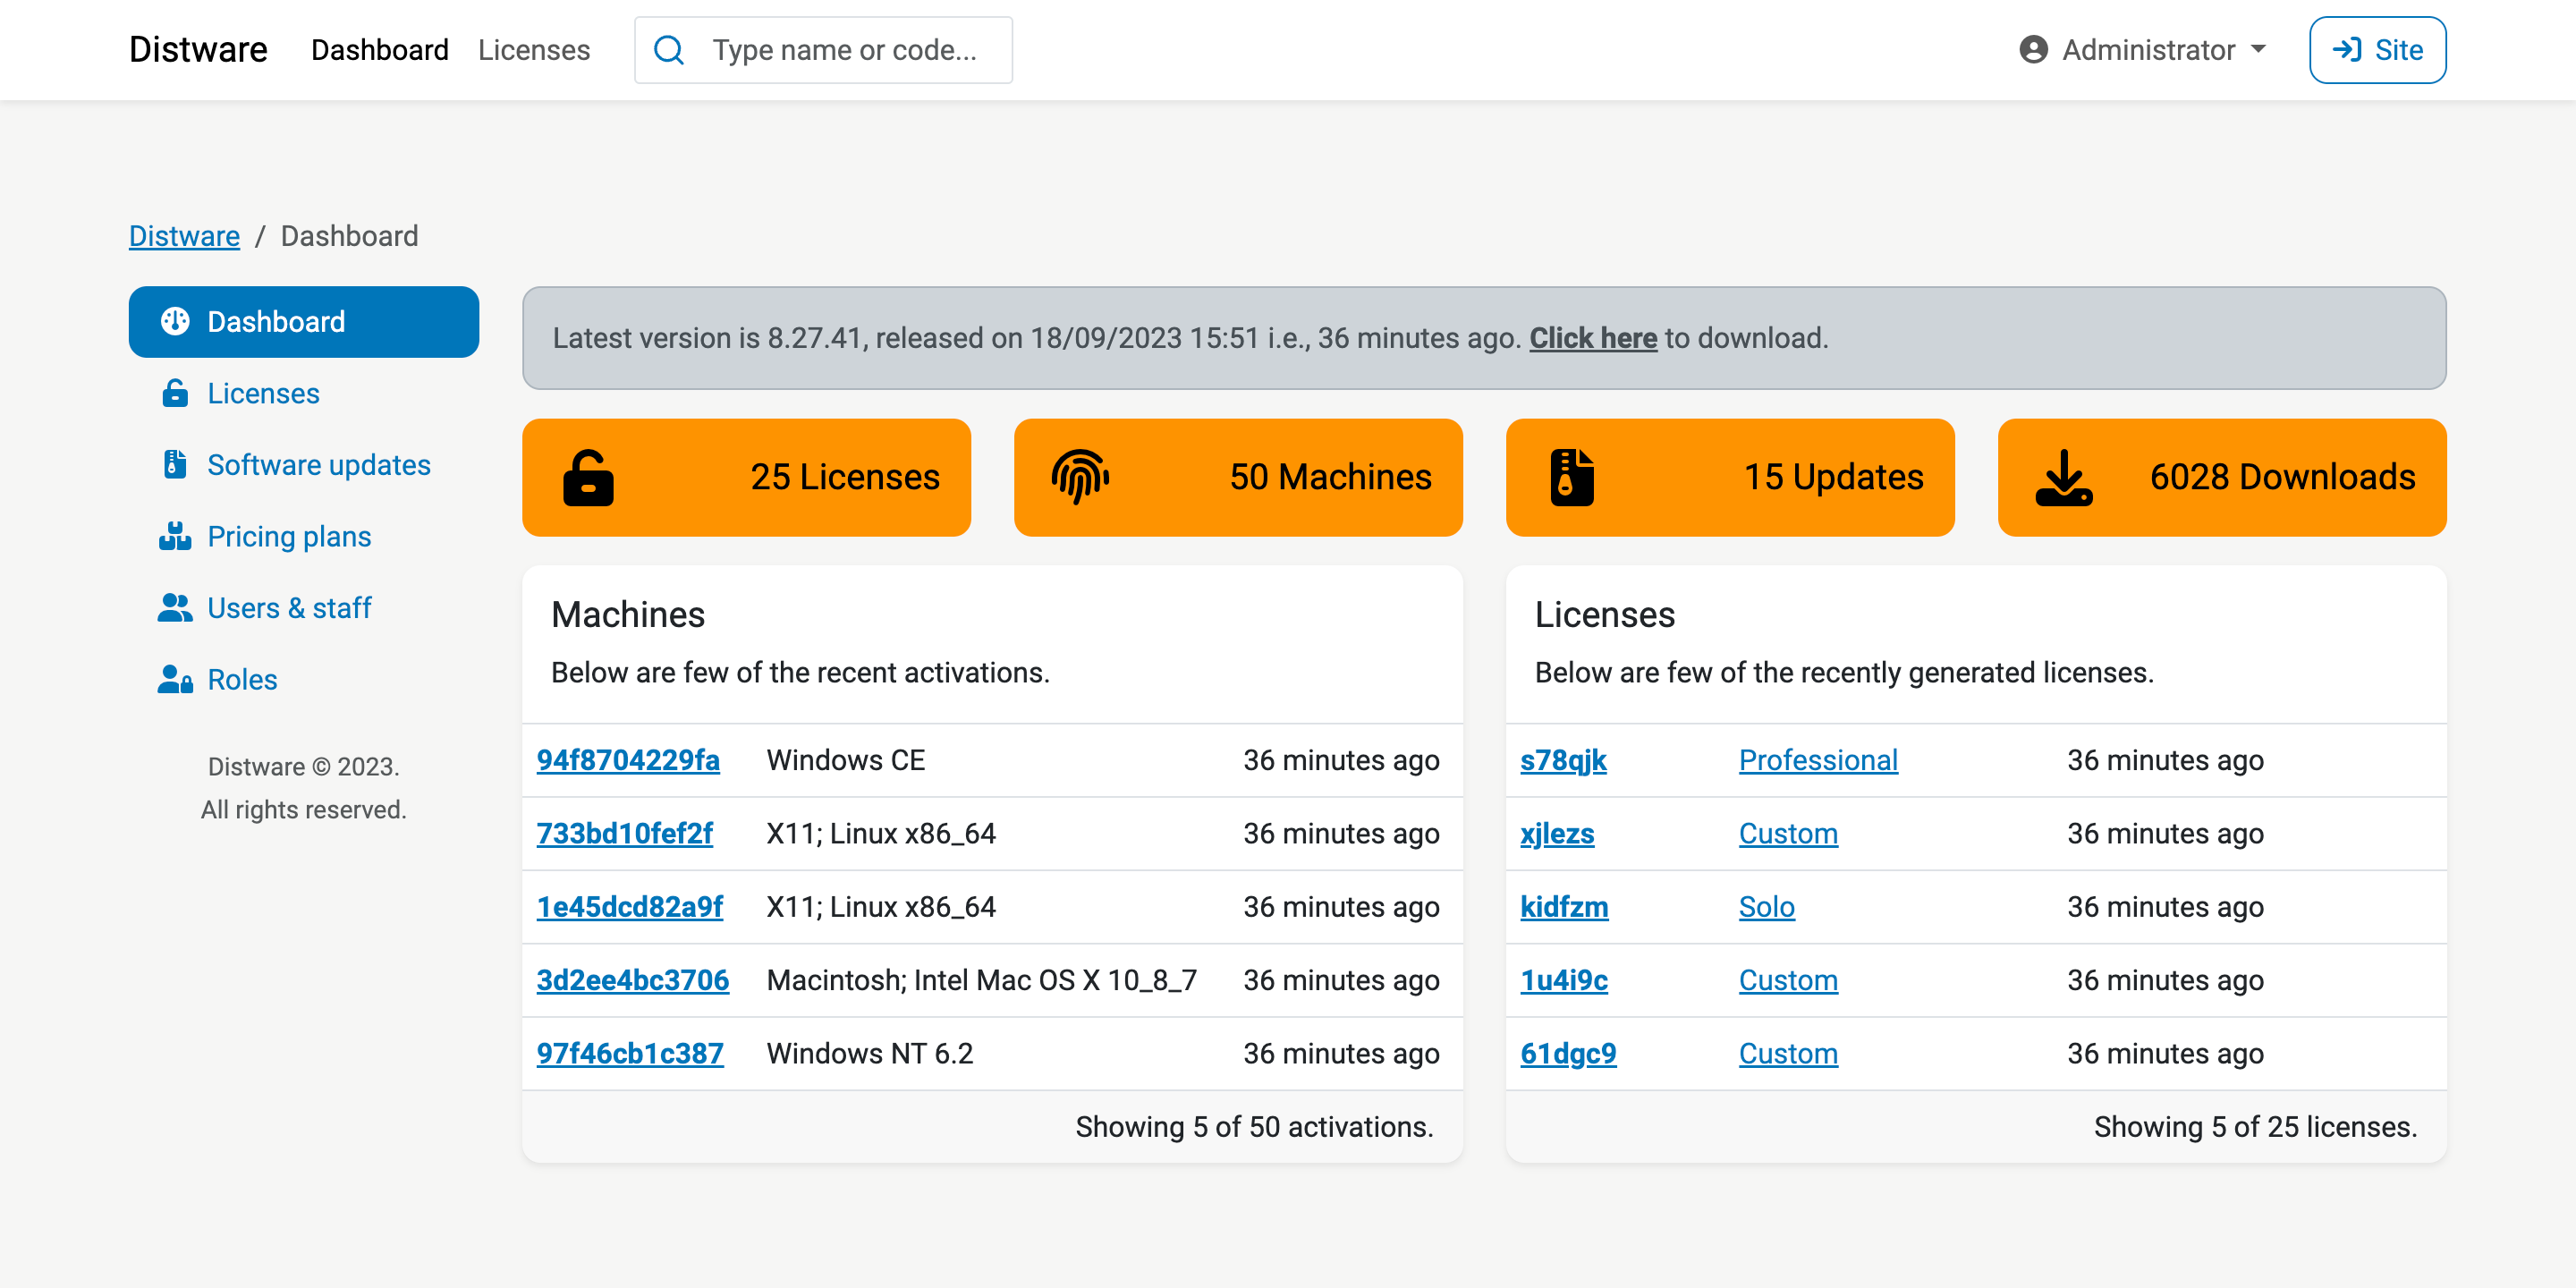 Distware Dashboard Licenses Type name or code... Administrator Site
Distware / Dashboard
Dashboard
Licenses
Software updates
Pricing plans
Users & staff
Roles
Distware © 2023.
All rights reserved.
Latest version is 8.27.41, released on 18/09/2023 15:51 i.e., 36 minutes ago. Click here to download.
25 Licenses
50 Machines
15 Updates
6028 Downloads
Machines
Below are few of the recent activations.
94f8704229fa Windows CE 36 minutes ago
733bd10fef2f X11; Linux x86_64 36 minutes ago
1e45dcd82a9f X11; Linux x86_64 36 minutes ago
3d2ee4bc3706 Macintosh; Intel Mac OS X 10_8_7 36 minutes ago
97f46cb1c387 Windows NT 6.2 36 minutes ago
Showing 5 of 50 activations.
Licenses
Below are few of the recently generated licenses.
s78qjk Professional 36 minutes ago
xjlezs Custom 36 minutes ago
kidfzm Solo 36 minutes ago
1u4i9c Custom 36 minutes ago
61dgc9 Custom 36 minutes ago
Showing 5 of 25 licenses.